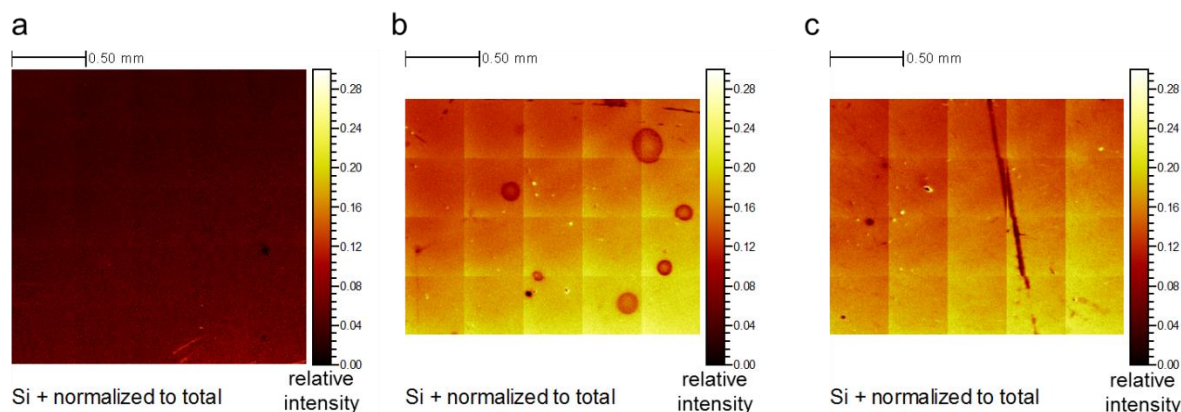 a
0.50 mm
0.28
0.24
0.20
0.16
0.12
0.08
0.04
0.00
Si + normalized to total
relative
intensity
b
0.50 mm
0.28
0.24
0.20
0.16
0.12
0.08
0.04
0.00
Si + normalized to total
relative
intensity
c
0.50 mm
0.28
0.24
0.20
0.16
0.12
0.08
0.04
0.00
Si + normalized to total
relative
intensity